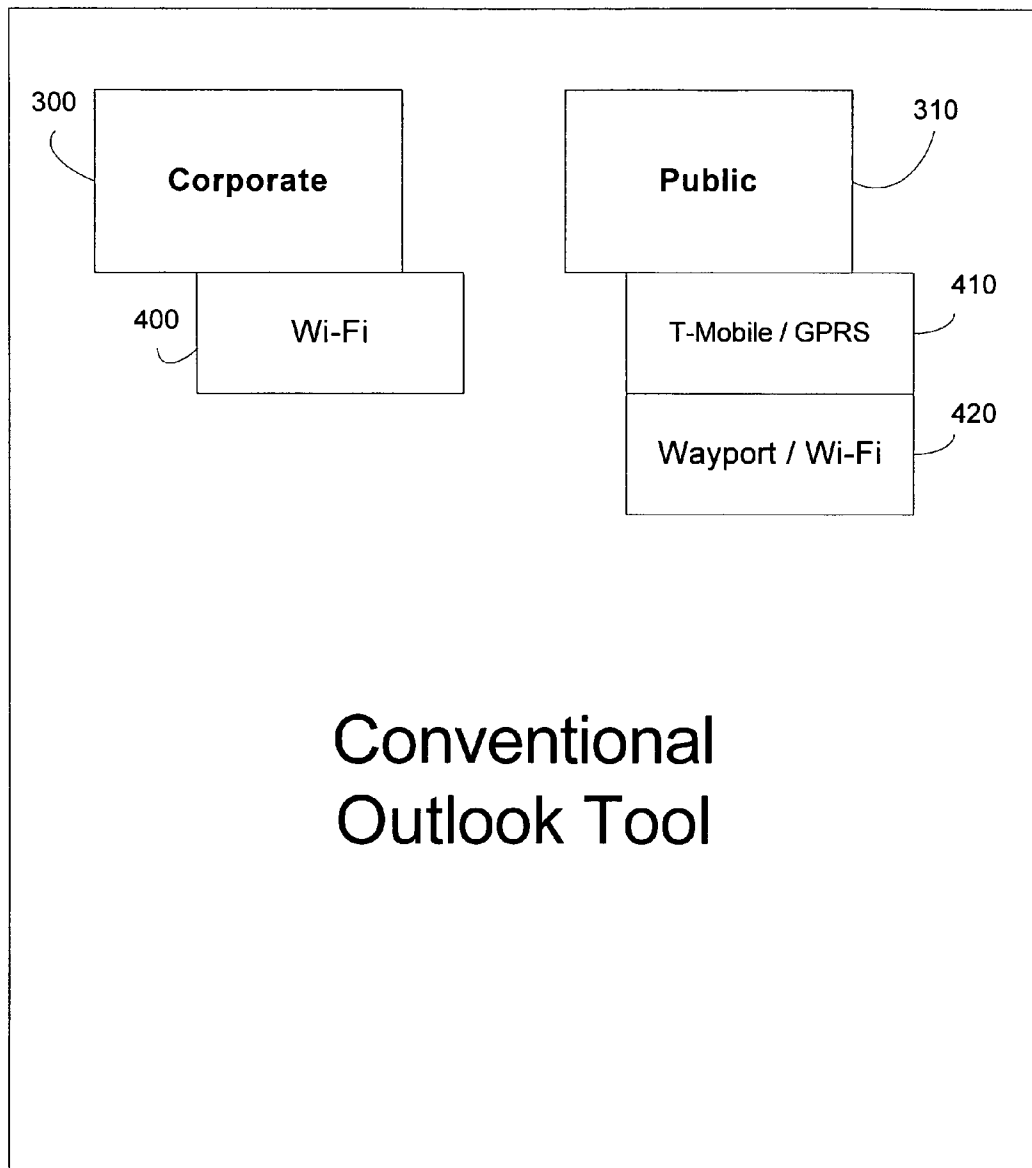 300
Corporate
Public
310
400
Wi-Fi
T-Mobile / GPRS
410
Wayport / Wi-Fi
420
Conventional
Outlook Tool